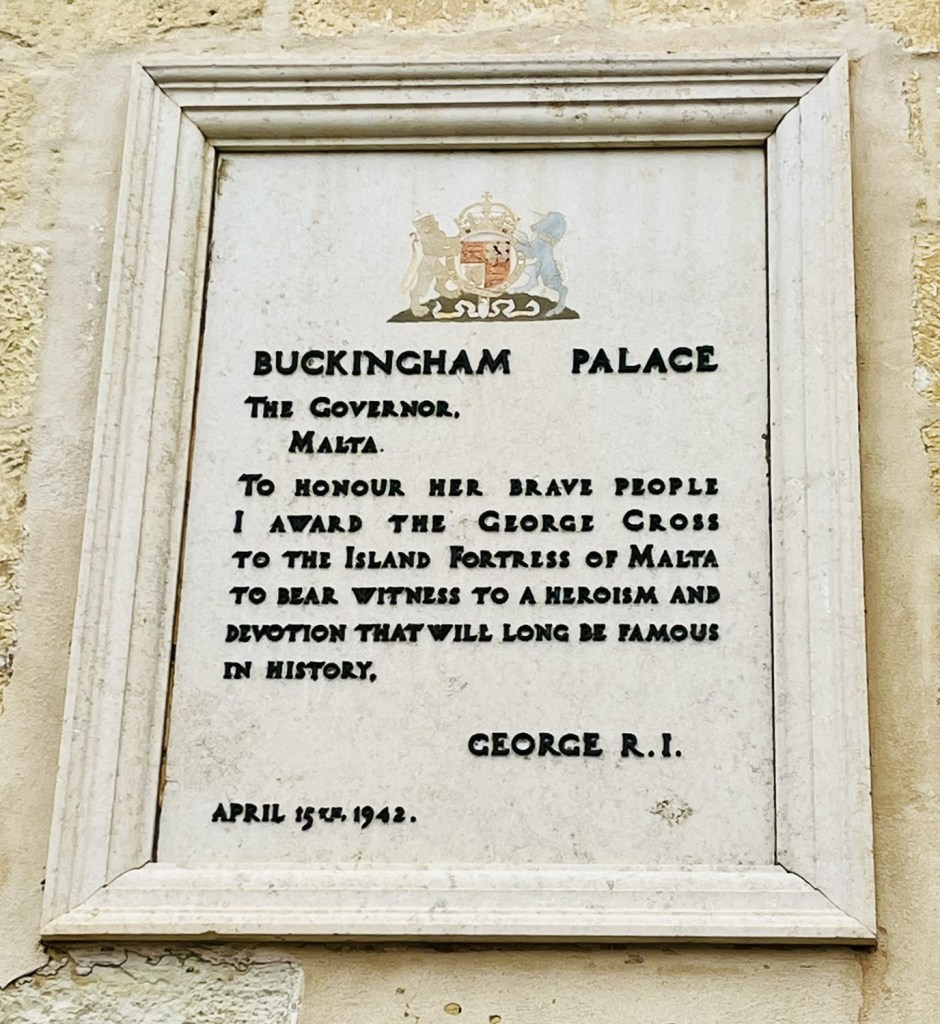 BUCKINGHAM PALACE
THE GOVERNOR,
MALTA.
TO HONOUR HER BRAVE PEOPLE
I AWARD THE GEORGE CROSS
TO THE ISLAND FORTRESS OF MALTA
TO BEAR WITNESS TO A HEROISM AND
DEVOTION THAT WILL LONG BE FAMOUS
IN HISTORY,
GEORGE R.I.
APRIL 15TH, 1942.